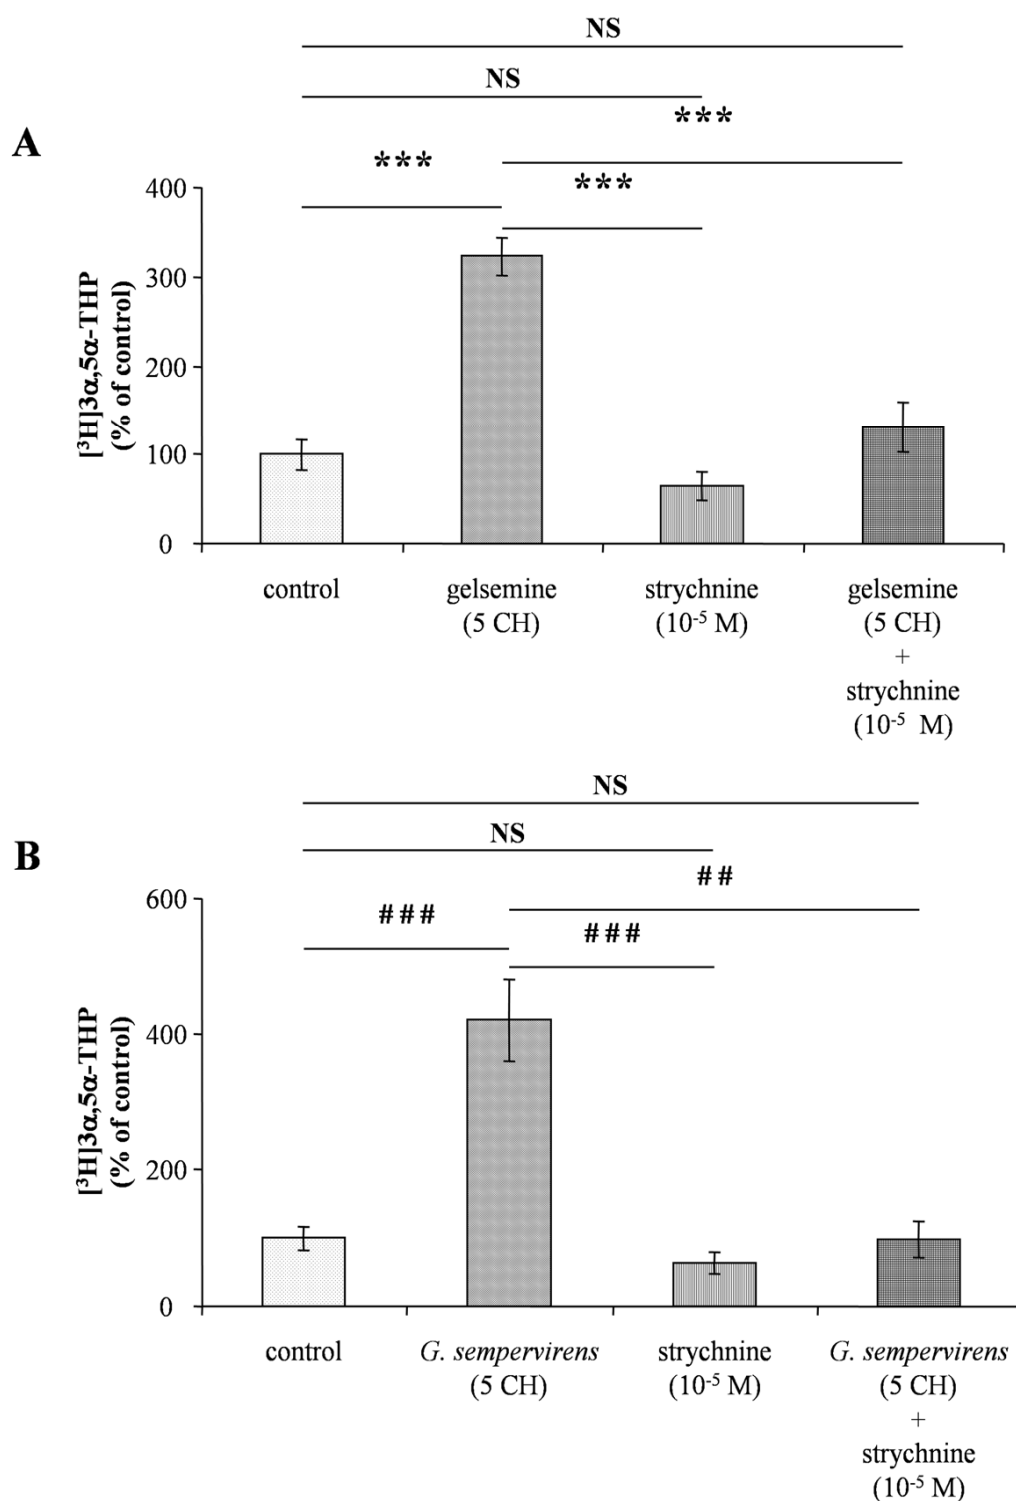 NS
NS
***
A
***
***
400
300
200
100
0
[³H]3α,5α-THP
(% of control)
control
gelsemine
(5 CH)
strychnine
(10⁻⁵ M)
gelsemine
(5 CH)
+
strychnine
(10⁻⁵ M)
NS
NS
B
##
###
###
600
400
200
0
[³H]3α,5α-THP
(% of control)
control
G. sempervirens
(5 CH)
strychnine
(10⁻⁵ M)
G. sempervirens
(5 CH)
+
strychnine
(10⁻⁵ M)